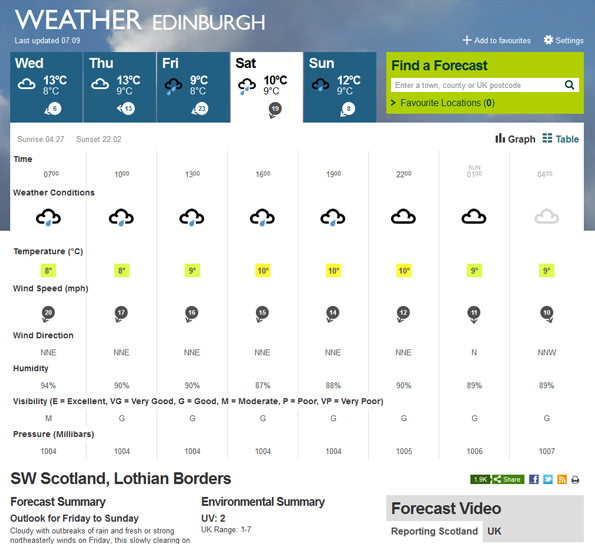 WEATHER EDINBURGH
Last updated 07:09
Add to favourites Settings
Wed Thu Fri Sat Sun
13°C 13°C 9°C 10°C 12°C
8°C 9°C 8°C 9°C 9°C
6 13 23 19 8
Find a Forecast
Enter a town, county or UK postcode
> Favourite Locations (0)
Sunrise 04:27 Sunset 22:02
Graph Table
Time
0700 1000 1300 1600 1900 2200 SUN 0100 0400
Weather Conditions
Temperature (°C)
8° 8° 9° 10° 10° 10° 9° 9°
Wind Speed (mph)
20 17 16 15 14 12 11 10
Wind Direction
NNE NNE NNE NNE NNE NNE N NNW
Humidity
94% 90% 90% 87% 88% 90% 89% 89%
Visibility (E = Excellent, VG = Very Good, G = Good, M = Moderate, P = Poor, VP = Very Poor)
M G G G G G G G
Pressure (Millibars)
1004 1004 1004 1004 1004 1005 1006 1007
SW Scotland, Lothian Borders
1.9K Share
Forecast Summary
Outlook for Friday to Sunday
Cloudy with outbreaks of rain and fresh or strong
northeasterly winds on Friday, this slowly clearing on
Environmental Summary
UV: 2
UK Range: 1-7
Forecast Video
Reporting Scotland UK